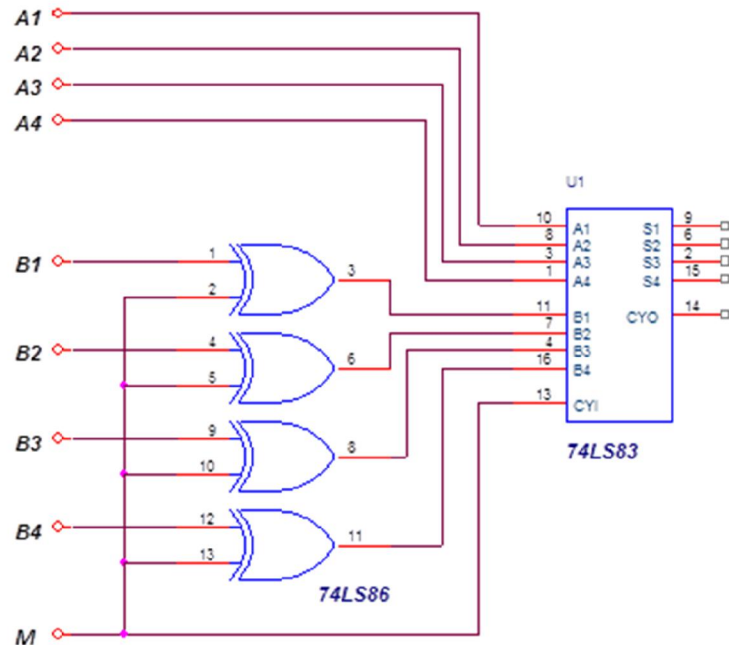 A1
A2
A3
A4
U1
10 A1 S1 9
8 A2 S2 6
3 A3 S3 2
1 A4 S4 15
11 B1 CYO 14
7 B2
4 B3
16 B4
13 CYI
74LS83
B1 1 3
2
B2 4 6
5
B3 9 8
10
B4 12 11
13
74LS86
M